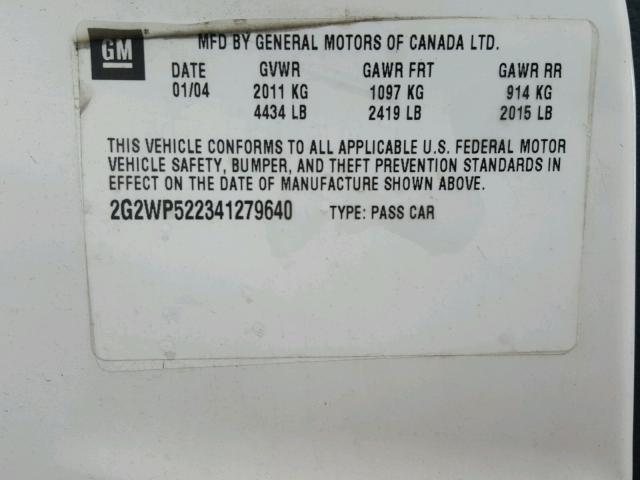 GM MFD BY GENERAL MOTORS OF CANADA LTD.
DATE GVWR GAWR FRT GAWR RR
01/04 2011 KG 1097 KG 914 KG
4434 LB 2419 LB 2015 LB
THIS VEHICLE CONFORMS TO ALL APPLICABLE U.S. FEDERAL MOTOR
VEHICLE SAFETY, BUMPER, AND THEFT PREVENTION STANDARDS IN
EFFECT ON THE DATE OF MANUFACTURE SHOWN ABOVE.
2G2WP522341279640 TYPE: PASS CAR